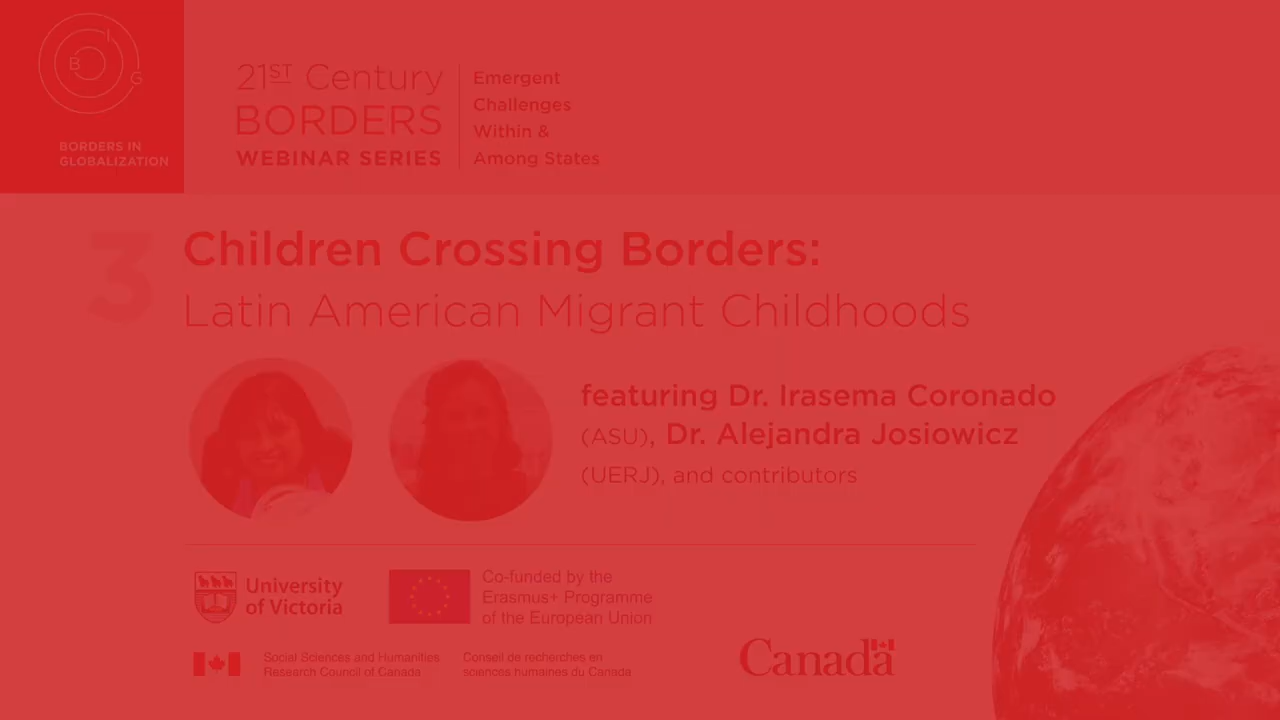 B I G
BORDERS IN
GLOBALIZATION
21ST Century
BORDERS
WEBINAR SERIES
Emergent
Challenges
Within &
Among States
3
Children Crossing Borders:
Latin American Migrant Childhoods
featuring Dr. Irasema Coronado
(ASU), Dr. Alejandra Josiowicz
(UERJ), and contributors
University
of Victoria
Co-funded by the
Erasmus+ Programme
of the European Union
Social Sciences and Humanities
Research Council of Canada
Conseil de recherches en
sciences humaines du Canada
Canada